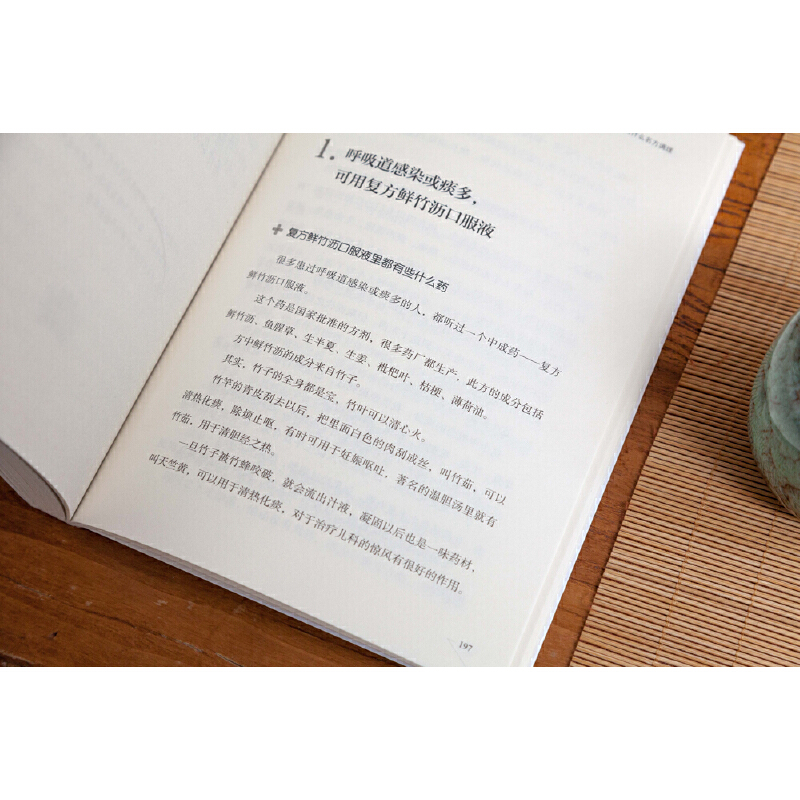 1. 呼吸道感染或痰多，
可用复方鲜竹沥口服液
复方鲜竹沥口服液里都有些什么药
很多患过呼吸道感染或痰多的人，都听过一个中成药——复方
鲜竹沥口服液。
这个药是国家批准的方剂，很多药厂都生产，此方的成分包括
鲜竹沥、鱼腥草、生半夏、生姜、枇杷叶、桔梗、薄荷油。
方中鲜竹沥的成分来自竹子。
其实，竹子的全身都是宝，竹叶可以清心火。
竹竿的青皮刮去以后，把里面白色的肉刮成丝，叫竹茹，可以
清热化痰，除烦止呕，有时可用于妊娠呕吐，著名的温胆汤里就有
竹茹，用于清胆经之热。
一旦竹子被竹蜂咬破，就会流出汁液，凝固以后也是一味药材，
叫天竺黄，可以用于清热化痰，对于治疗儿科的惊风有很好的作用。
197